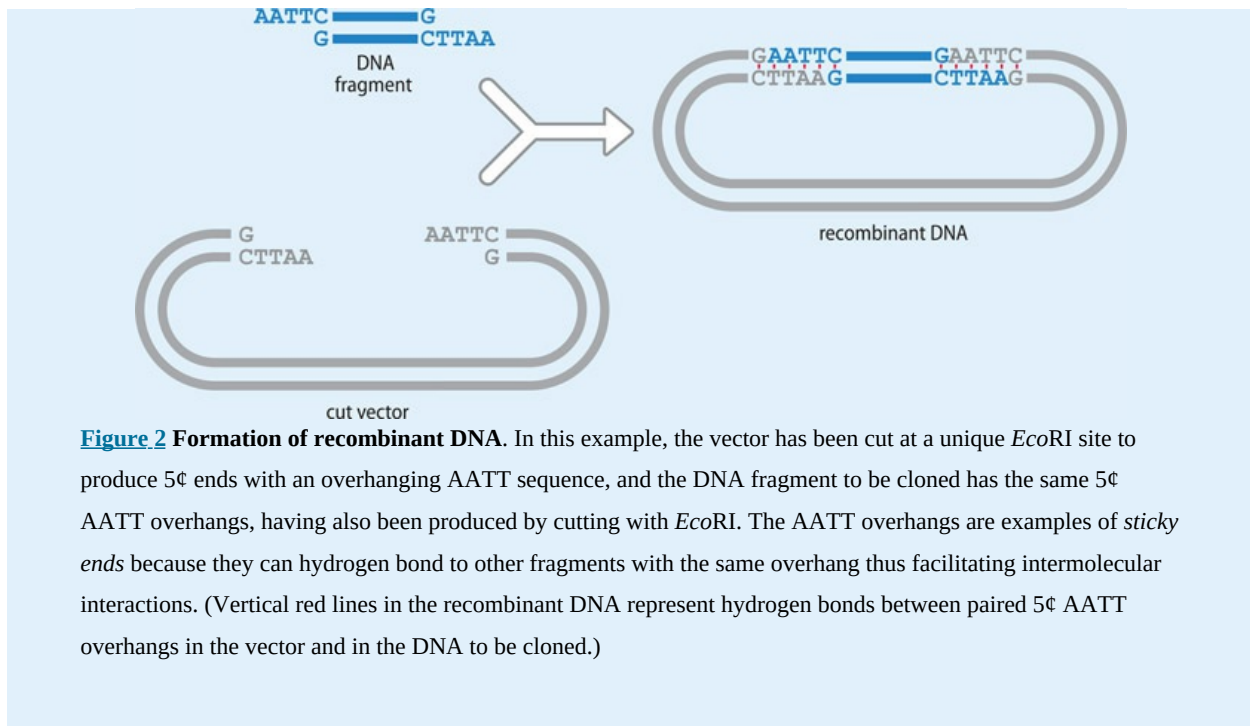 AATTC G
G CTTAA
DNA
fragment
GAATTC GAATTC
CTTAAG CTTAAG
recombinant DNA
G AATTC
CTTAA G
cut vector
Figure 2 Formation of recombinant DNA. In this example, the vector has been cut at a unique EcoRI site to
produce 5¢ ends with an overhanging AATT sequence, and the DNA fragment to be cloned has the same 5¢
AATT overhangs, having also been produced by cutting with EcoRI. The AATT overhangs are examples of sticky
ends because they can hydrogen bond to other fragments with the same overhang thus facilitating intermolecular
interactions. (Vertical red lines in the recombinant DNA represent hydrogen bonds between paired 5¢ AATT
overhangs in the vector and in the DNA to be cloned.)